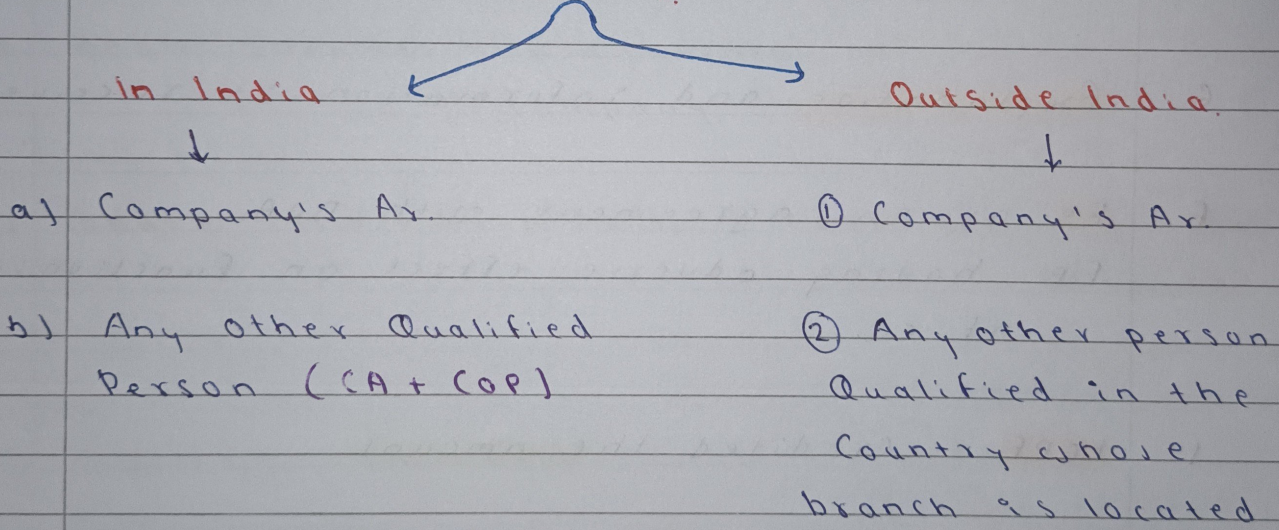 in India
Outside India.
a) Company's Ar.
① Company's Ar.
b) Any other Qualified
Person (CA + COP)
② Any other person
Qualified in the
Country whose
branch is located